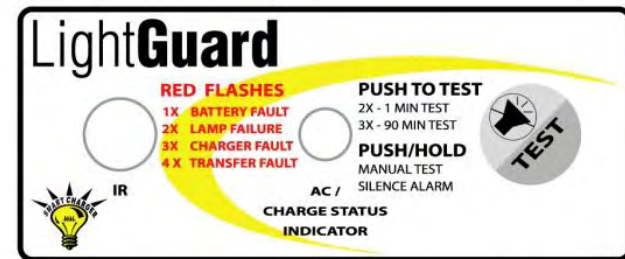 LightGuard
RED FLASHES
1X BATTERY FAULT
2X LAMP FAILURE
3X CHARGER FAULT
4 X TRANSFER FAULT
IR
SMART CHARGER
AC /
CHARGE STATUS
INDICATOR
PUSH TO TEST
2X - 1 MIN TEST
3X - 90 MIN TEST
PUSH/HOLD
MANUAL TEST
SILENCE ALARM
TEST